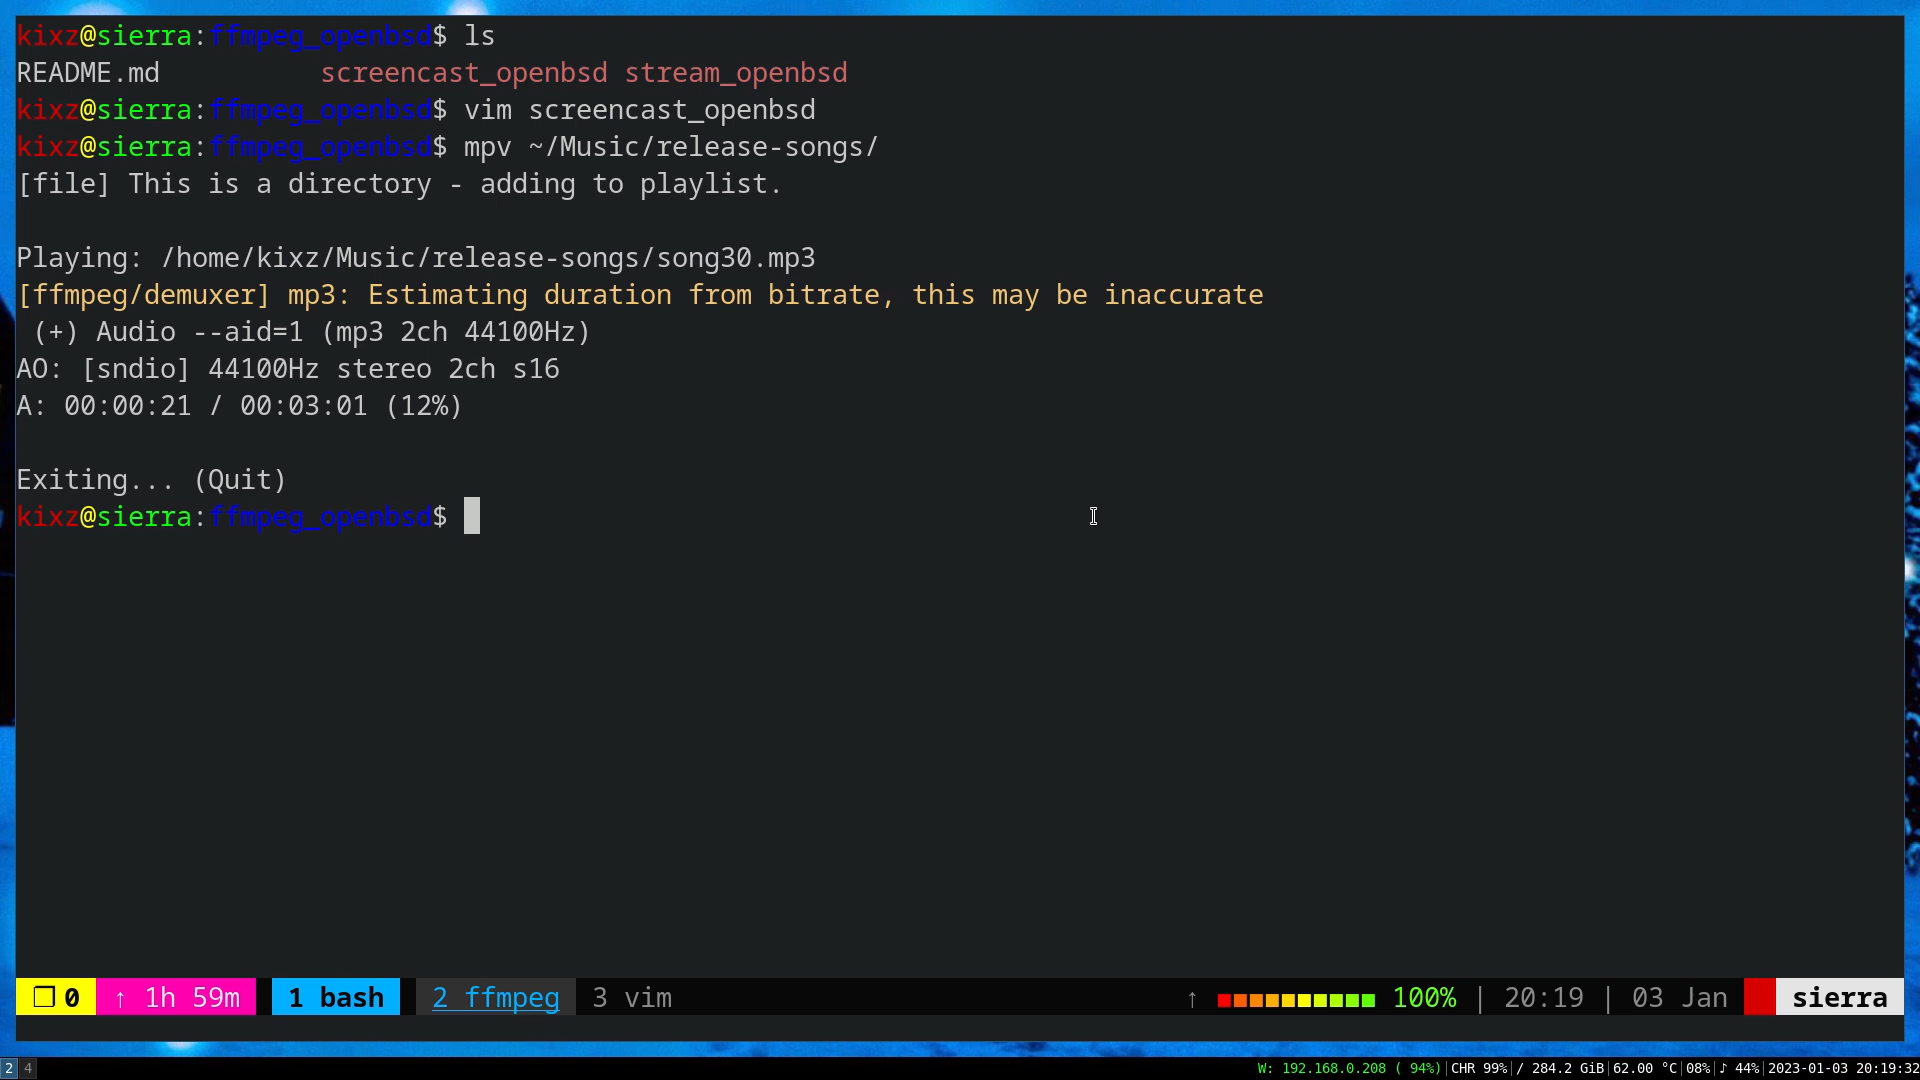 kixz@sierra:ffmpeg_openbsd$ ls
README.md          screencast_openbsd stream_openbsd
kixz@sierra:ffmpeg_openbsd$ vim screencast_openbsd
kixz@sierra:ffmpeg_openbsd$ mpv ~/Music/release-songs/
[file] This is a directory - adding to playlist.
Playing: /home/kixz/Music/release-songs/song30.mp3
[ffmpeg/demuxer] mp3: Estimating duration from bitrate, this may be inaccurate
 (+) Audio --aid=1 (mp3 2ch 44100Hz)
AO: [sndio] 44100Hz stereo 2ch s16
A: 00:00:21 / 00:03:01 (12%)
Exiting... (Quit)
kixz@sierra:ffmpeg_openbsd$
❐ 0 ↑ 1h 59m 1 bash 2 ffmpeg 3 vim ↑ 100% | 20:19 | 03 Jan sierra
2 4 W: 192.168.0.208 ( 94%)|CHR 99%|/ 284.2 GiB|62.00 °C|08%|♪ 44%|2023-01-03 20:19:32